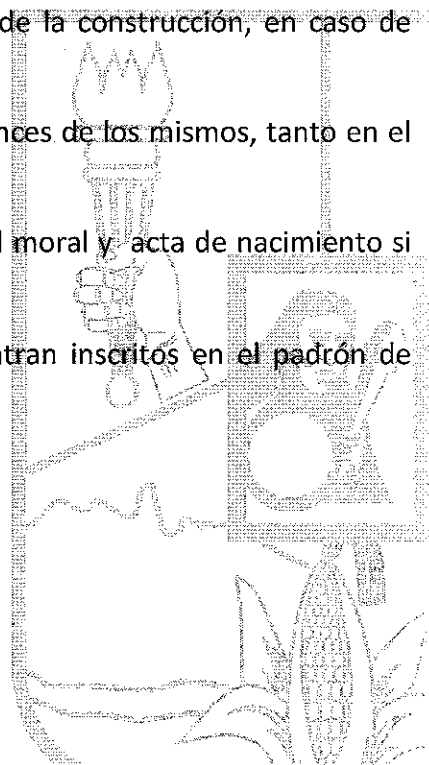 de la construcción, en caso de
nces de los mismos, tanto en el
l moral y acta de nacimiento si
tran inscritos en el padrón de